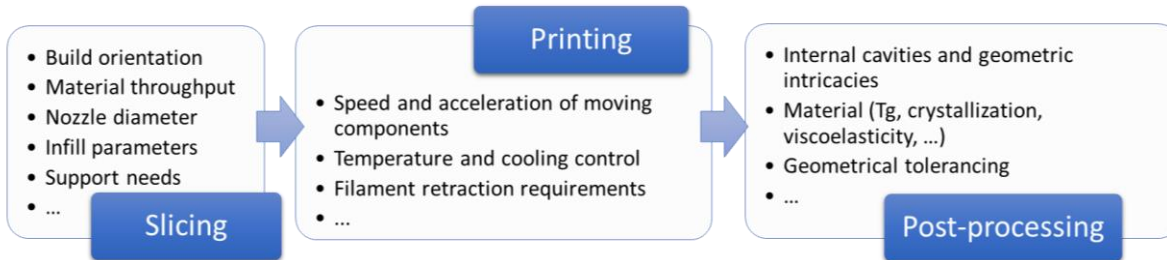 • Build orientation
• Material throughput
• Nozzle diameter
• Infill parameters
• Support needs
• ...
Slicing
Printing
• Speed and acceleration of moving
components
• Temperature and cooling control
• Filament retraction requirements
• ...
• Internal cavities and geometric
intricacies
• Material (Tg, crystallization,
viscoelasticity, ...)
• Geometrical tolerancing
• ...
Post-processing